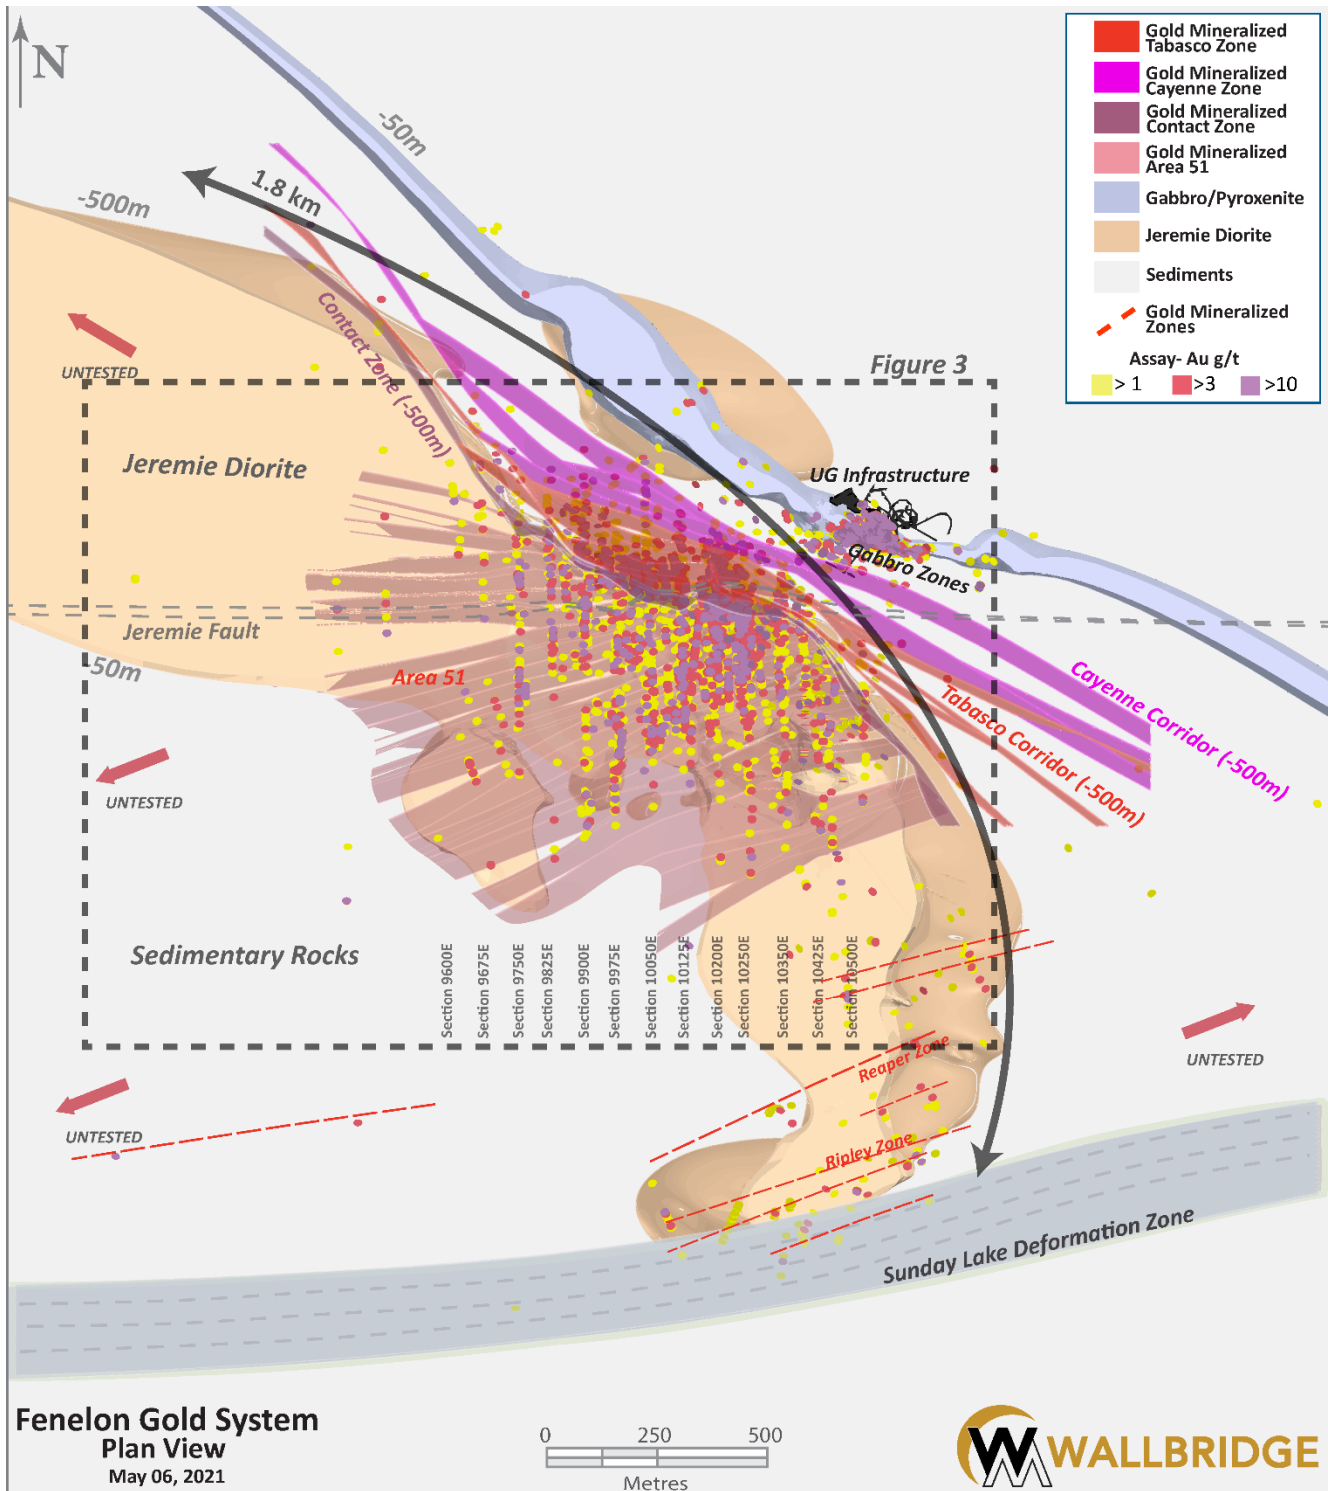 N
Gold Mineralized
Tabasco Zone
Gold Mineralized
Cayenne Zone
Gold Mineralized
Contact Zone
Gold Mineralized
Area 51
Gabbro/Pyroxenite
Jeremie Diorite
Sediments
Gold Mineralized
Zones
Assay- Au g/t
> 1
>3
>10
-50m
1.8 km
-500m
Contact Zone (-500m)
UNTESTED
Figure 3
Jeremie Diorite
UG Infrastructure
Gabbro Zones
Jeremie Fault
-50m
Area 51
Cayenne Corridor (-500m)
Tabasco Corridor (-500m)
UNTESTED
Sedimentary Rocks
Section 9600E
Section 9675E
Section 9750E
Section 9825E
Section 9900E
Section 9975E
Section 10050E
Section 10125E
Section 10200E
Section 10250E
Section 10350E
Section 10425E
Section 10500E
Reaper Zone
UNTESTED
UNTESTED
Ripley Zone
Sunday Lake Deformation Zone
Fenelon Gold System
Plan View
May 06, 2021
0 250 500
Metres
WALLBRIDGE